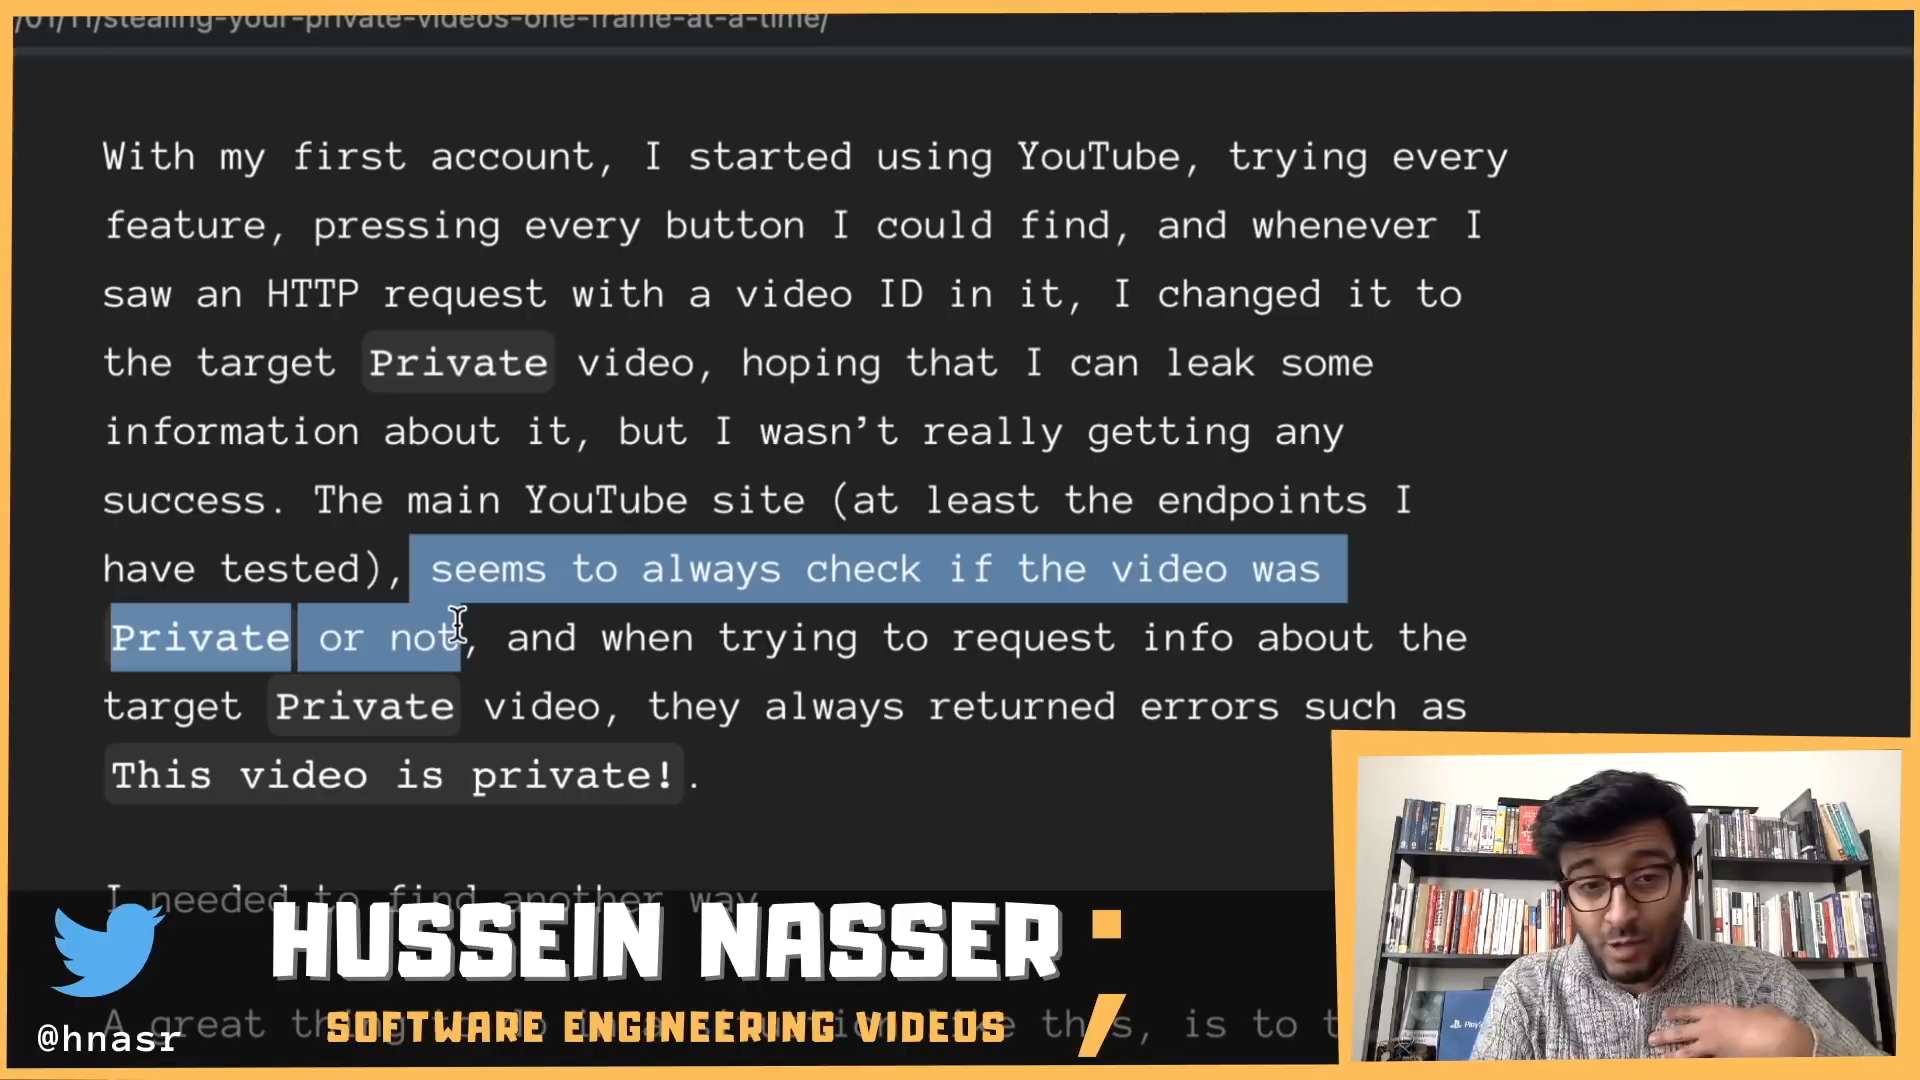 /01/11/stealing-your-private-videos-one-frame-at-a-time/
With my first account, I started using YouTube, trying every
feature, pressing every button I could find, and whenever I
saw an HTTP request with a video ID in it, I changed it to
the target Private video, hoping that I can leak some
information about it, but I wasn’t really getting any
success. The main YouTube site (at least the endpoints I
have tested), seems to always check if the video was
Private or not, and when trying to request info about the
target Private video, they always returned errors such as
This video is private!.
I needed to find another way
HUSSEIN NASSER;
SOFTWARE ENGINEERING VIDEOS
@hnasr
A great this, is to